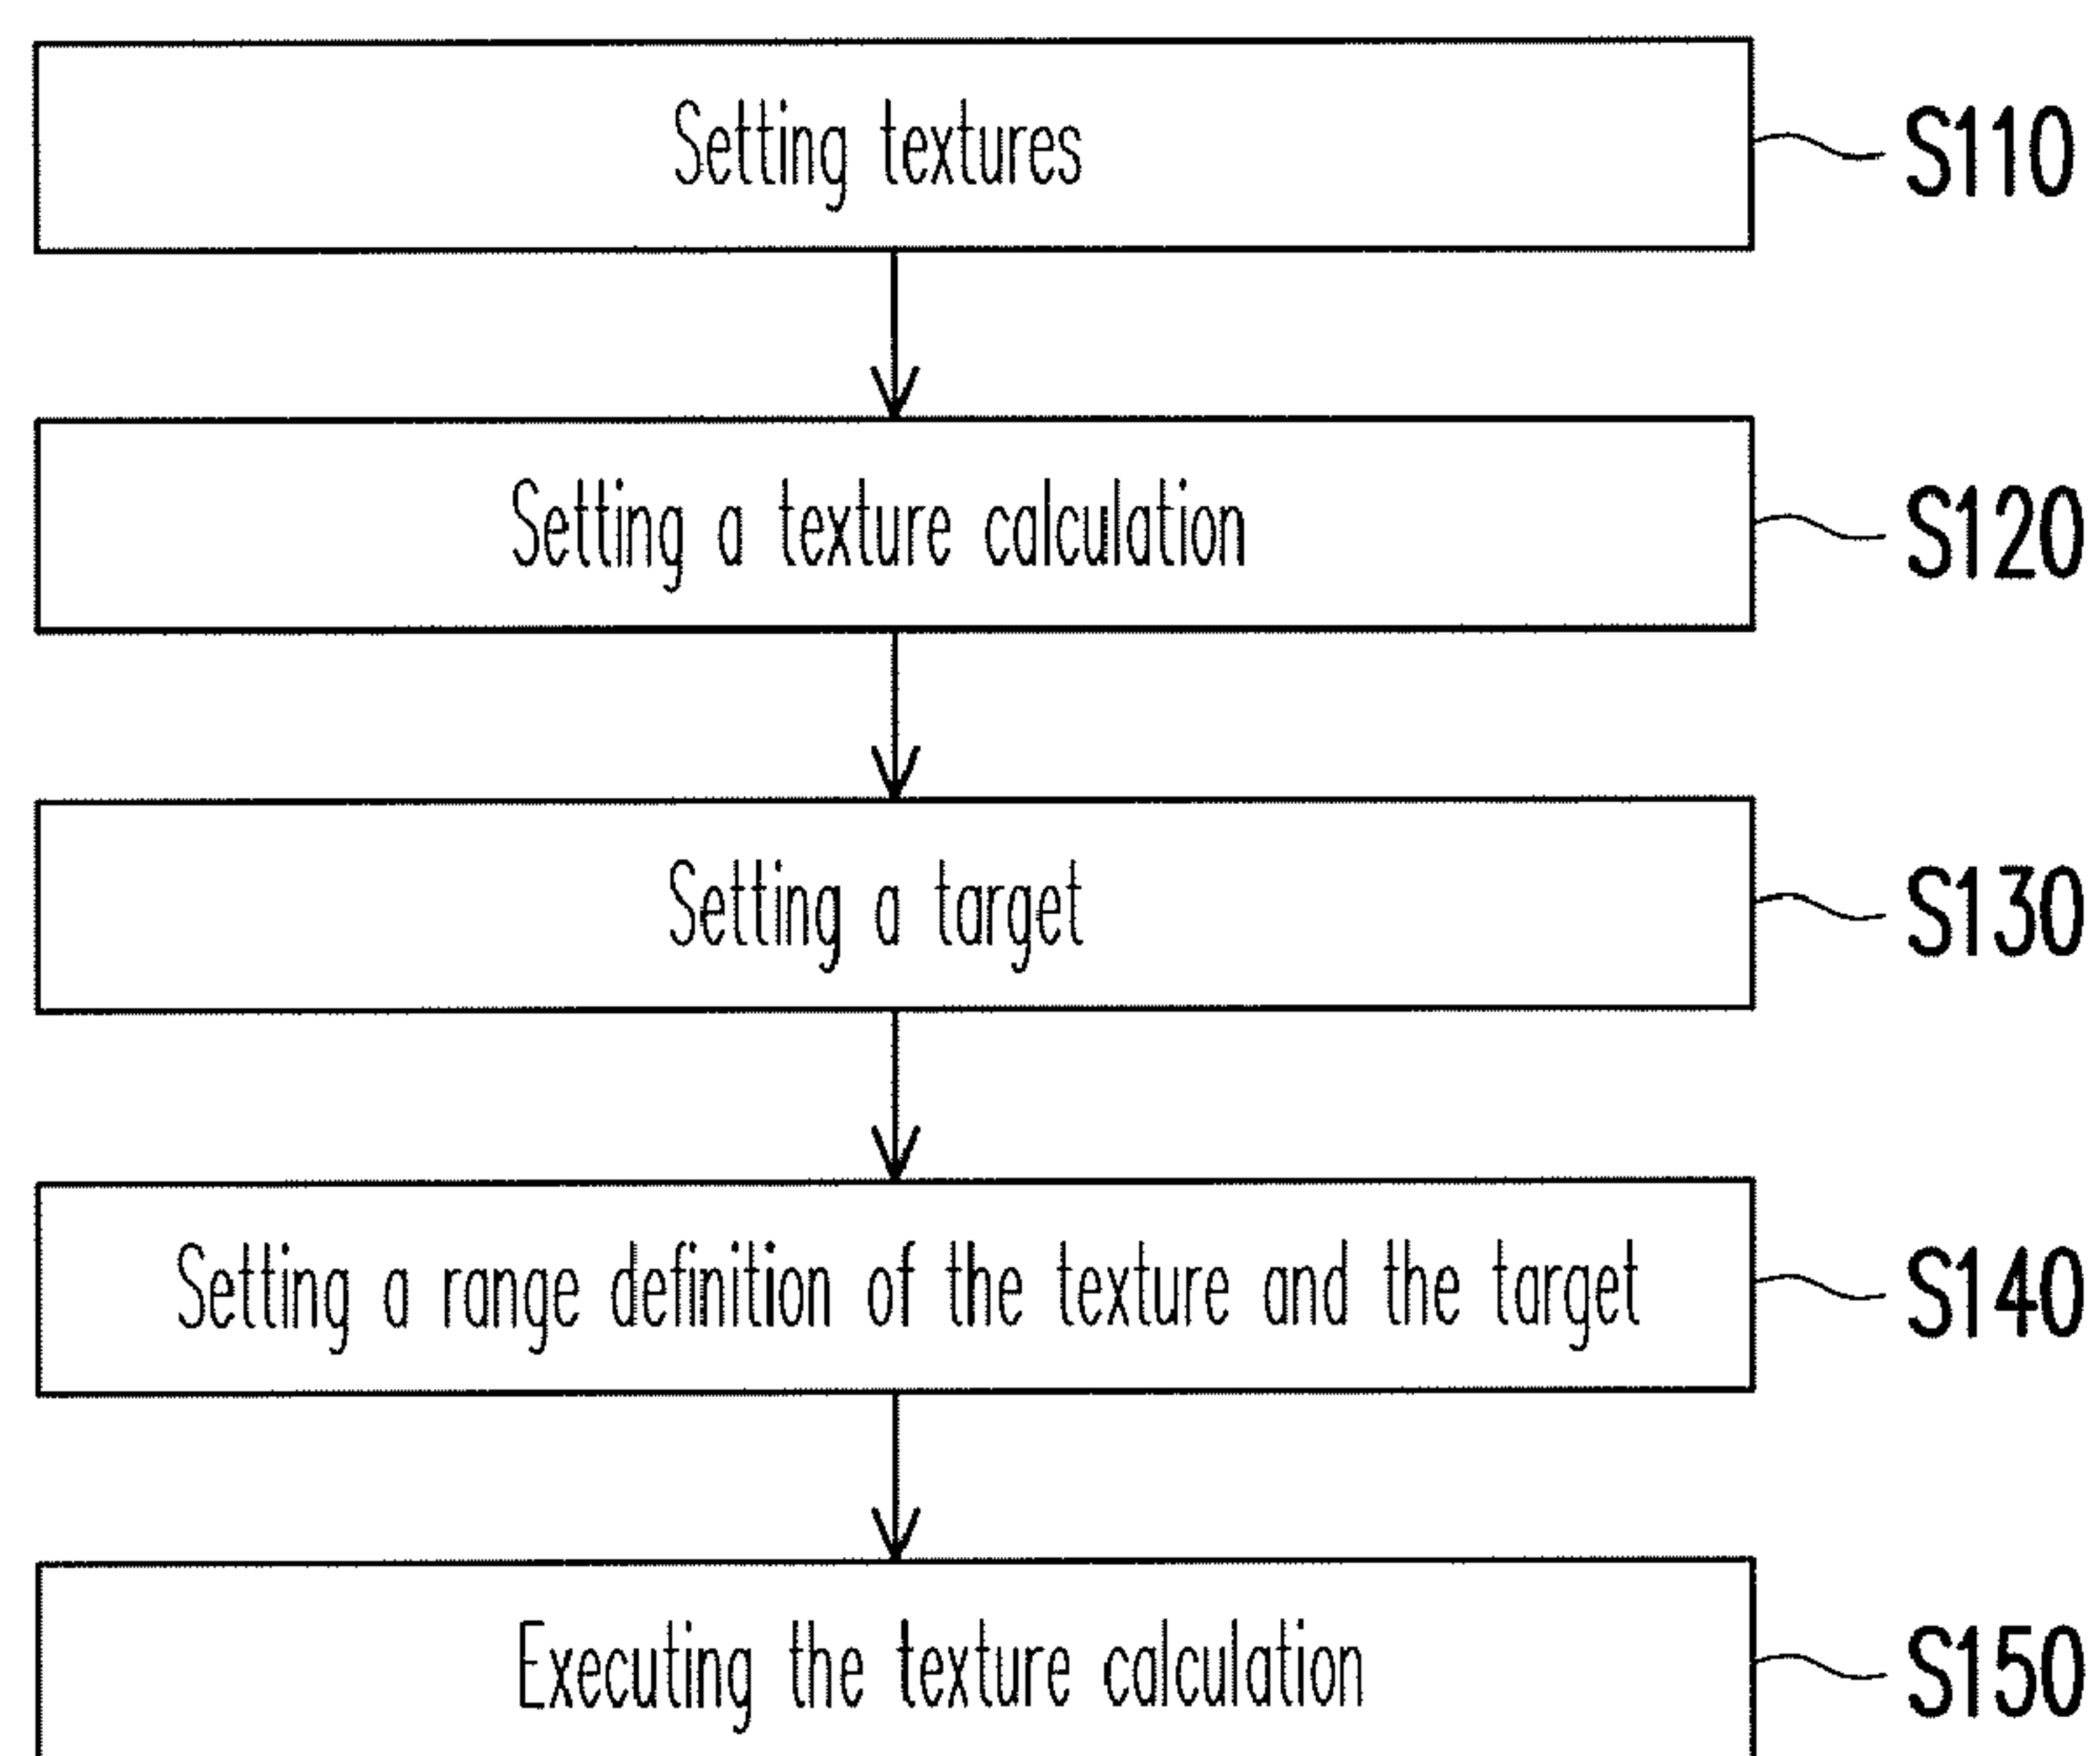 Setting textures
S110
Setting a texture calculation
S120
Setting a target
S130
Setting a range definition of the texture and the target
S140
Executing the texture calculation
S150